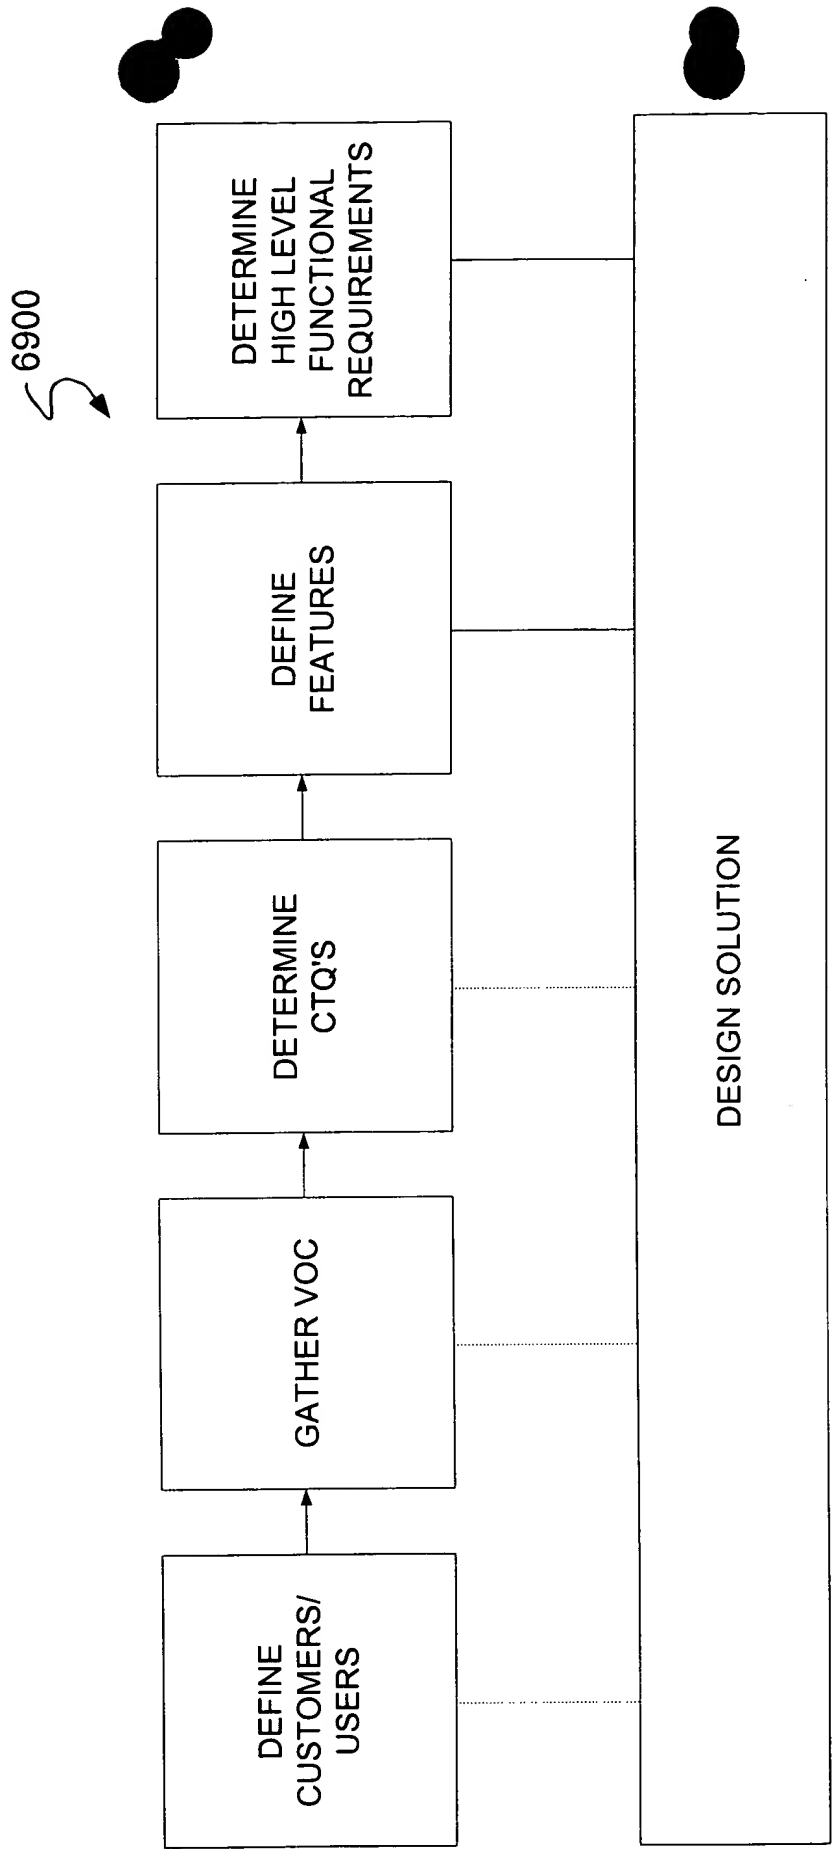 6900
DEFINE
CUSTOMERS/
USERS
GATHER VOC
DETERMINE
CTQ'S
DEFINE
FEATURES
DETERMINE
HIGH LEVEL
FUNCTIONAL
REQUIREMENTS
DESIGN SOLUTION